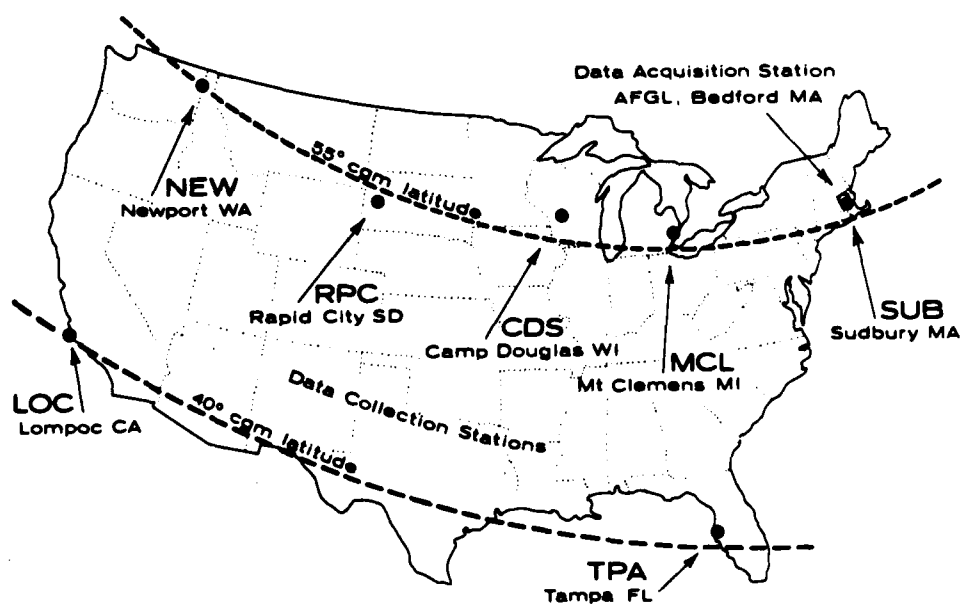 Data Acquisition Station
AFGL, Bedford MA
55° cgm latitude
NEW
Newport WA
RPC
Rapid City SD
CDS
Camp Douglas WI
MCL
Mt Clemens MI
SUB
Sudbury MA
LOC
Lompoc CA
40° cgm latitude
Data Collection Stations
TPA
Tampa FL